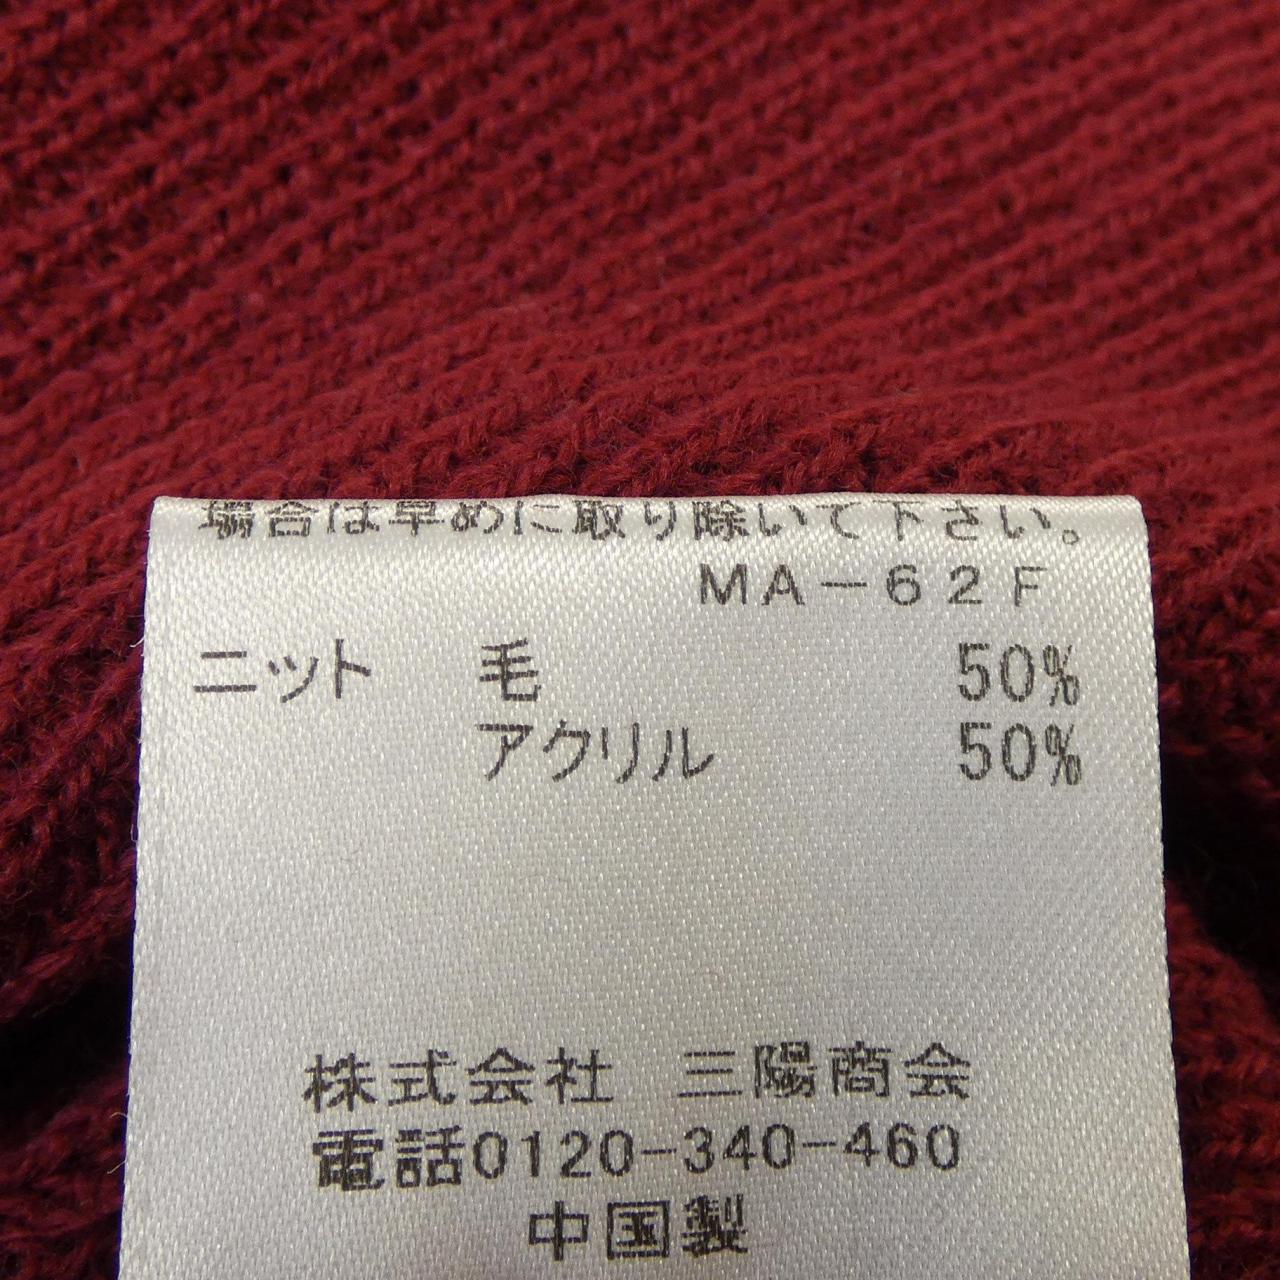 場合は早めに取り除いて下さい。
MA-62F
ニット 毛 50%
アクリル 50%
株式会社 三陽商会
電話0120-340-460
中国製